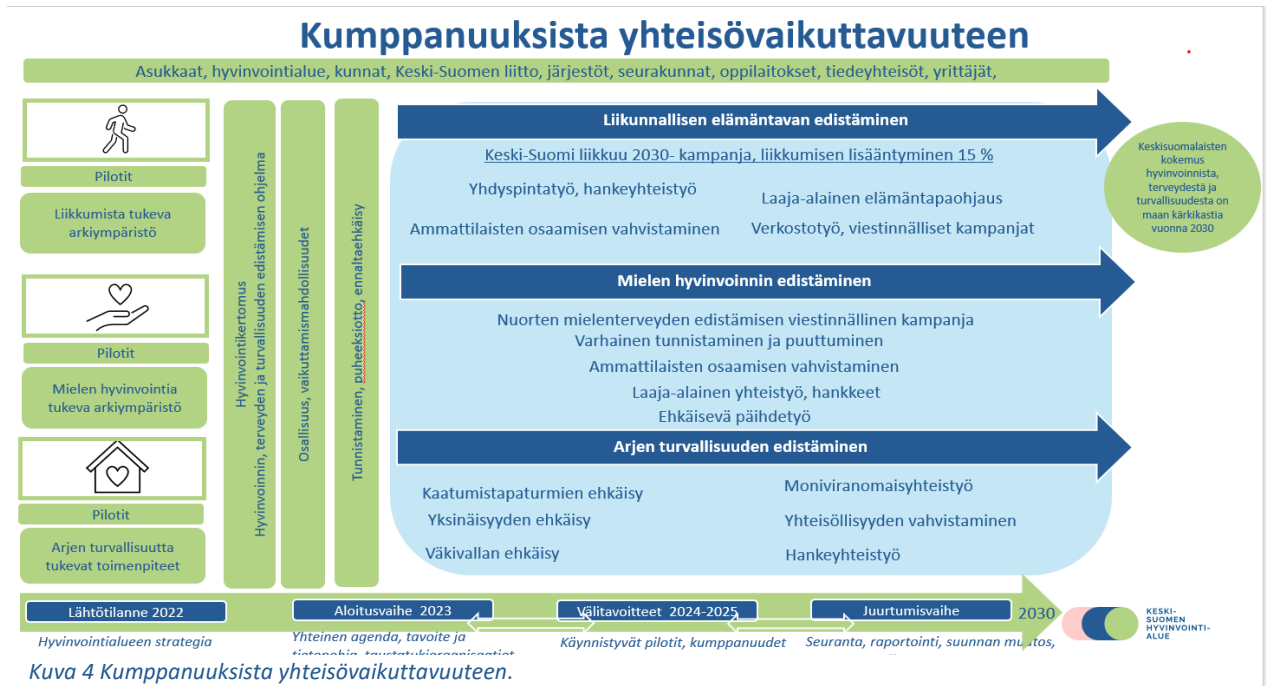 Kumppanuuksista yhteisövaikuttavuuteen
Asukkaat, hyvinvointialue, kunnat, Keski-Suomen liitto, järjestöt, seurakunnat, oppilaitokset, tiedeyhteisöt, yrittäjät,
Pilotit
Liikkumista tukeva
arkiympäristö
Pilotit
Mielen hyvinvointia
tukeva arkiympäristö
Pilotit
Arjen turvallisuutta
tukevat toimenpiteet
Hyvinvointikertomus
Hyvinvoinnin, terveyden ja turvallisuuden edistämisen ohjelma
Osallisuus, vaikuttamismahdollisuudet
Tunnistaminen, puheeksiotto, ennaltaehkäisy
Liikunnallisen elämäntavan edistäminen
Keski-Suomi liikkuu 2030- kampanja, liikkumisen lisääntyminen 15 %
Yhdyspintatyö, hankeyhteistyö
Laaja-alainen elämäntapaohjaus
Ammattilaisten osaamisen vahvistaminen
Verkostotyö, viestinnälliset kampanjat
Mielen hyvinvoinnin edistäminen
Nuorten mielenterveyden edistämisen viestinnällinen kampanja
Varhainen tunnistaminen ja puuttuminen
Ammattilaisten osaamisen vahvistaminen
Laaja-alainen yhteistyö, hankkeet
Ehkäisevä päihdetyö
Arjen turvallisuuden edistäminen
Kaatumistapaturmien ehkäisy
Moniviranomaisyhteistyö
Yksinäisyyden ehkäisy
Yhteisöllisyyden vahvistaminen
Väkivallan ehkäisy
Hankeyhteistyö
Keskisuomalaisten
kokemus
hyvinvoinnista,
terveydestä ja
turvallisuudesta on
maan kärkikastia
vuonna 2030
Lähtötilanne 2022
Aloitusvaihe 2023
Välitavoitteet 2024-2025
Juurtumisvaihe
2030
Hyvinvointialueen strategia
Yhteinen agenda, tavoite ja
tietopohja, taustatukiorganisaatiot
Käynnistyvät pilotit, kumppanuudet
Seuranta, raportointi, suunnan muutos,
KESKI-
SUOMEN
HYVINVOINTI-
ALUE
Kuva 4 Kumppanuuksista yhteisövaikuttavuuteen.